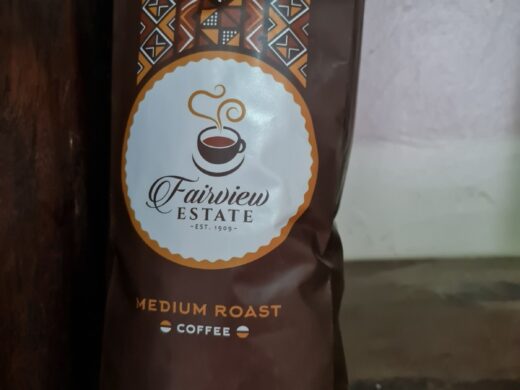 Fairview
ESTATE
-EST. 1909-
MEDIUM ROAST
COFFEE